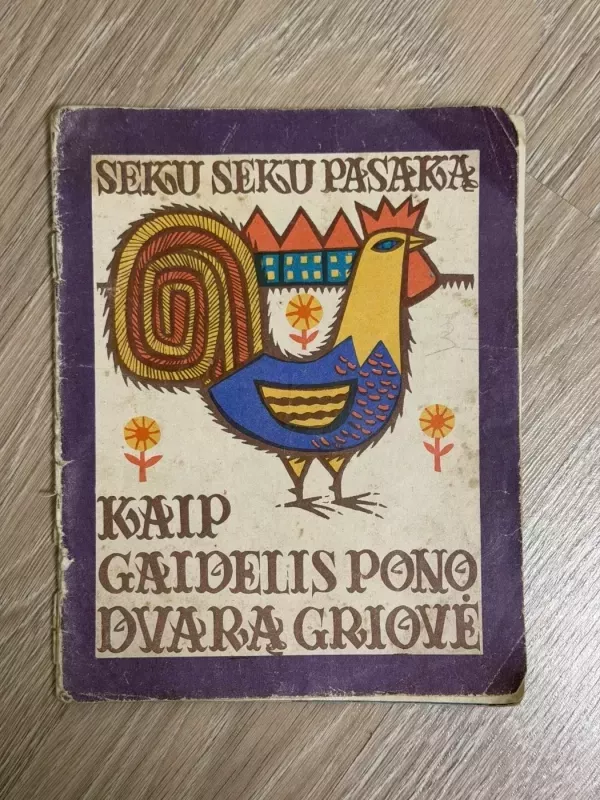 SEKU SEKU PASAKĄ
KAIP
GAIDELIS PONO
DVARĄ GRIOVĖ